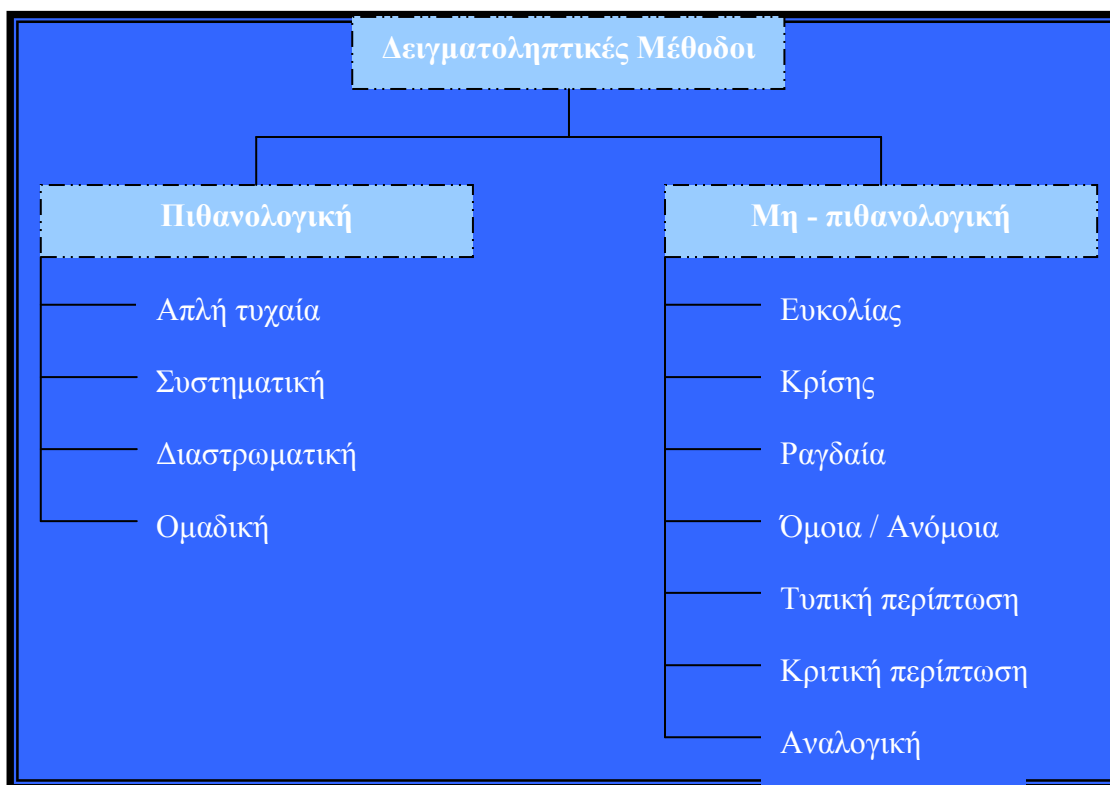 Δειγματοληπτικές Μέθοδοι
Πιθανολογική
Απλή τυχαία
Συστηματική
Διαστρωματική
Ομαδική
Μη - πιθανολογική
Ευκολίας
Κρίσης
Ραγδαία
Όμοια / Ανόμοια
Τυπική περίπτωση
Κριτική περίπτωση
Αναλογική